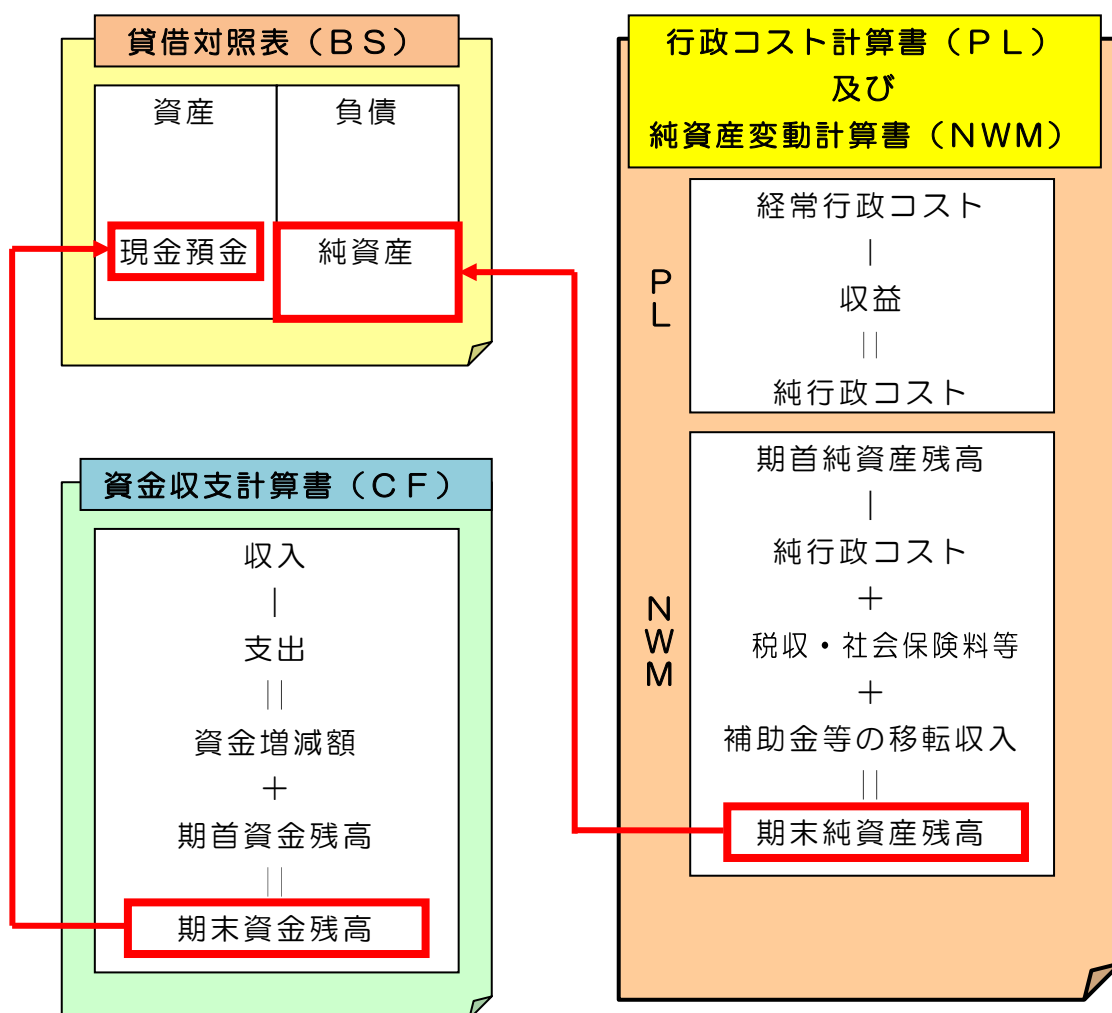 貸借対照表（ＢＳ）
資産
負債
現金預金
純資産
資金収支計算書（ＣＦ）
収入
－
支出
＝
資金増減額
＋
期首資金残高
＝
期末資金残高
行政コスト計算書（ＰＬ）
及び
純資産変動計算書（ＮＷＭ）
ＰＬ
経常行政コスト
－
収益
＝
純行政コスト
ＮＷＭ
期首純資産残高
－
純行政コスト
＋
税収・社会保険料等
＋
補助金等の移転収入
＝
期末純資産残高